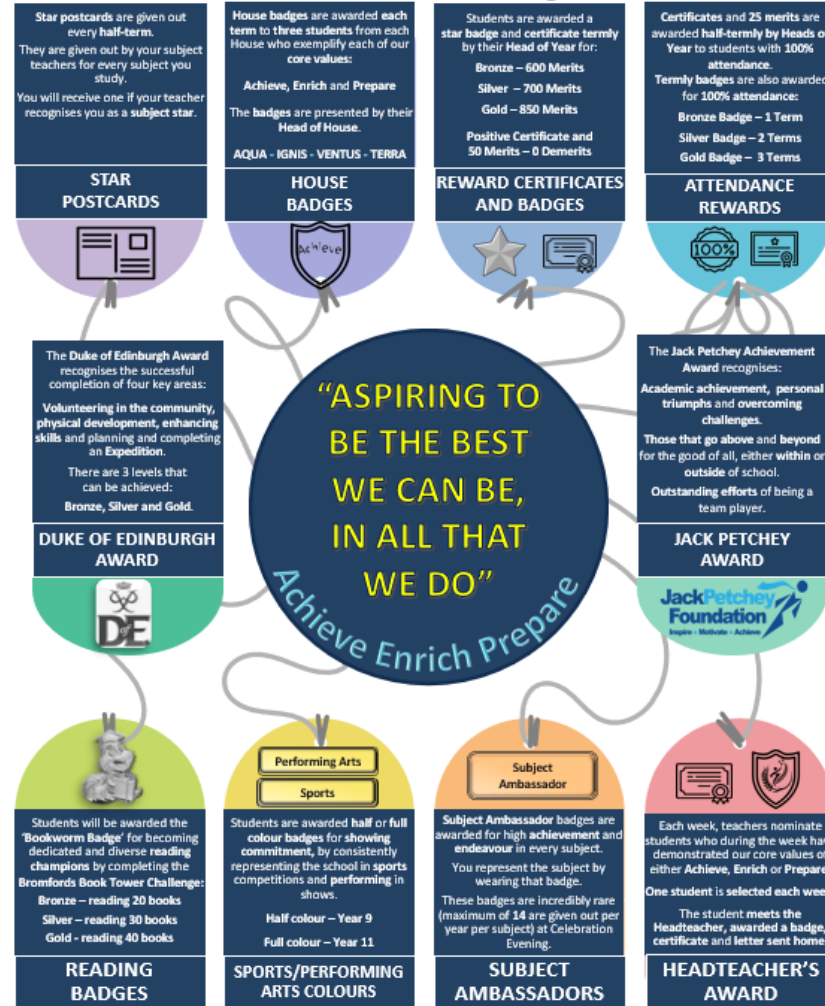 Star postcards are given out
every half-term.
They are given out by your subject
teachers for every subject you
study.
You will receive one if your teacher
recognises you as a subject star.
STAR
POSTCARDS
House badges are awarded each
term to three students from each
House who exemplify each of our
core values:
Achieve, Enrich and Prepare
The badges are presented by their
Head of House.
AQUA - IGNIS - VENTUS - TERRA
HOUSE
BADGES
Achieve
Students are awarded a
star badge and certificate termly
by their Head of Year for:
Bronze – 600 Merits
Silver – 700 Merits
Gold – 850 Merits
Positive Certificate and
50 Merits – 0 Demerits
REWARD CERTIFICATES
AND BADGES
Certificates and 25 merits are
awarded half-termly by Heads of
Year to students with 100%
attendance.
Termly badges are also awarded
for 100% attendance:
Bronze Badge – 1 Term
Silver Badge – 2 Terms
Gold Badge – 3 Terms
ATTENDANCE
REWARDS
100%
The Duke of Edinburgh Award
recognises the successful
completion of four key areas:
Volunteering in the community,
physical development, enhancing
skills and planning and completing
an Expedition.
There are 3 levels that
can be achieved:
Bronze, Silver and Gold.
DUKE OF EDINBURGH
AWARD
DofE
“ASPIRING TO
BE THE BEST
WE CAN BE,
IN ALL THAT
WE DO”
Achieve Enrich Prepare
The Jack Petchey Achievement
Award recognises:
Academic achievement, personal
triumphs and overcoming
challenges.
Those that go above and beyond
for the good of all, either within or
outside of school.
Outstanding efforts of being a
team player.
JACK PETCHEY
AWARD
JackPetchey
Foundation
Inspire - Motivate - Achieve
Students will be awarded the
‘Bookworm Badge’ for becoming
dedicated and diverse reading
champions by completing the
Bromfords Book Tower Challenge:
Bronze – reading 20 books
Silver – reading 30 books
Gold - reading 40 books
READING
BADGES
Performing Arts
Sports
Students are awarded half or full
colour badges for showing
commitment, by consistently
representing the school in sports
competitions and performing in
shows.
Half colour – Year 9
Full colour – Year 11
SPORTS/PERFORMING
ARTS COLOURS
Subject
Ambassador
Subject Ambassador badges are
awarded for high achievement and
endeavour in every subject.
You represent the subject by
wearing that badge.
These badges are incredibly rare
(maximum of 14 are given out per
year per subject) at Celebration
Evening.
SUBJECT
AMBASSADORS
Each week, teachers nominate
students who during the week have
demonstrated our core values of
either Achieve, Enrich or Prepare.
One student is selected each week.
The student meets the
Headteacher, awarded a badge,
certificate and letter sent home.
HEADTEACHER’S
AWARD